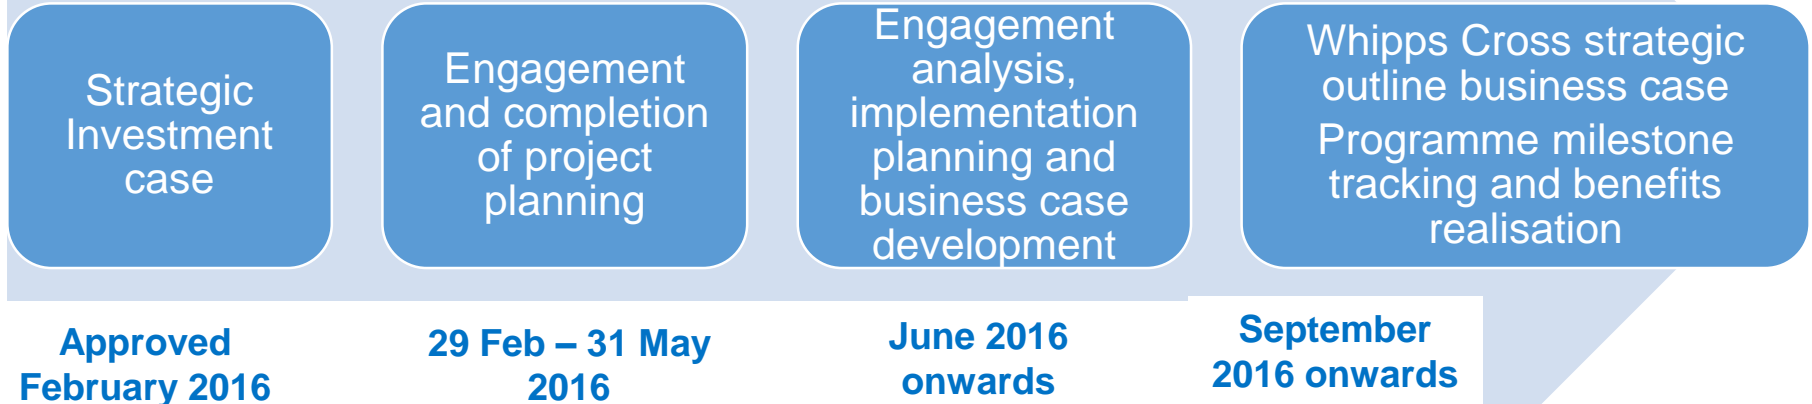 Strategic
Investment
case
Engagement
and completion
of project
planning
Engagement
analysis,
implementation
planning and
business case
development
Whipps Cross strategic
outline business case
Programme milestone
tracking and benefits
realisation
Approved
February 2016
29 Feb – 31 May
2016
June 2016
onwards
September
2016 onwards